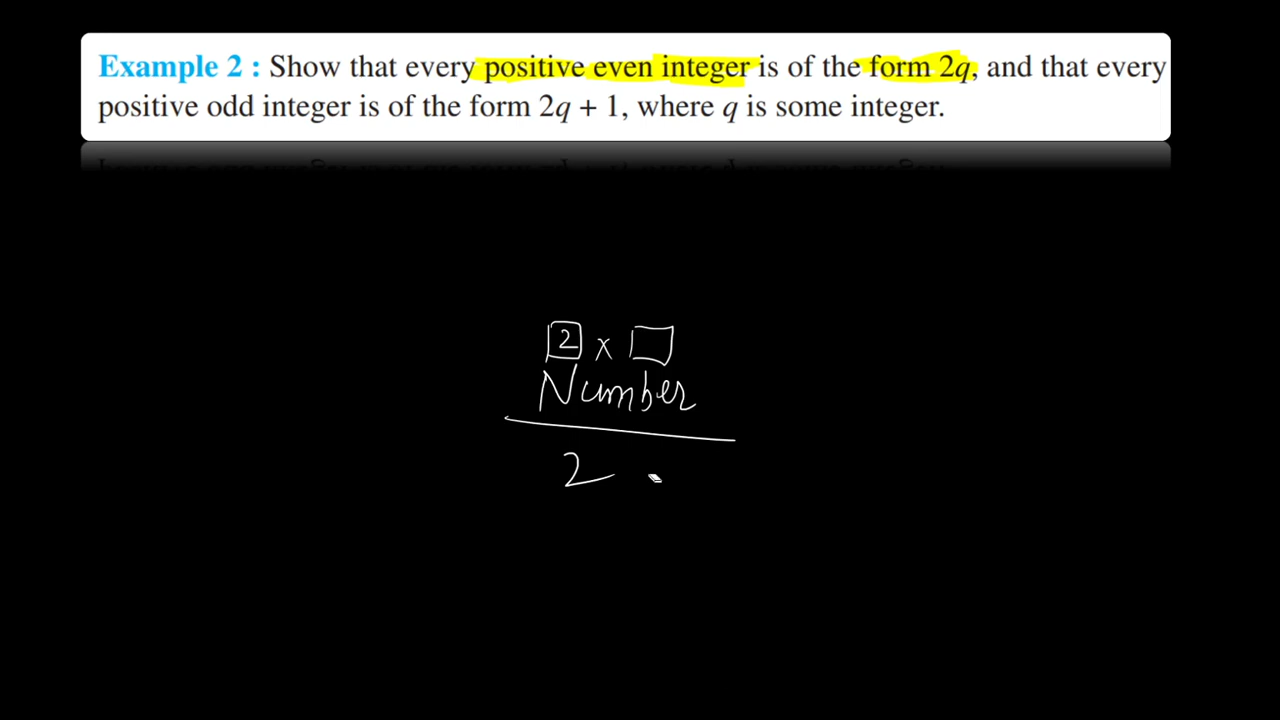 Example 2 : Show that every positive even integer is of the form 2q, and that every
positive odd integer is of the form 2q + 1, where q is some integer.
2 ×
Number
2